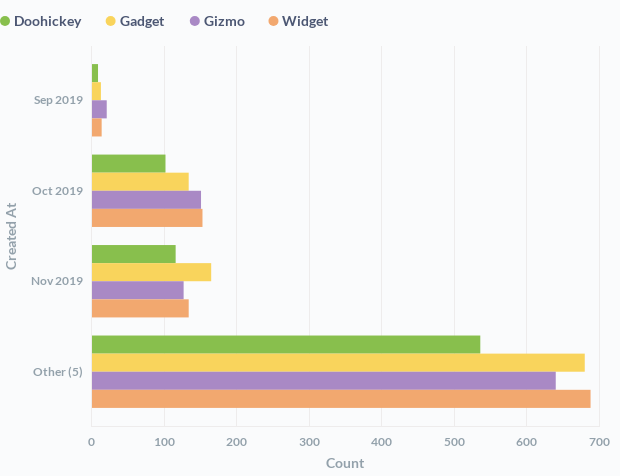 Doohickey Gadget Gizmo Widget
Sep 2019
Oct 2019
Nov 2019
Other (5)
Created At
0 100 200 300 400 500 600 700
Count